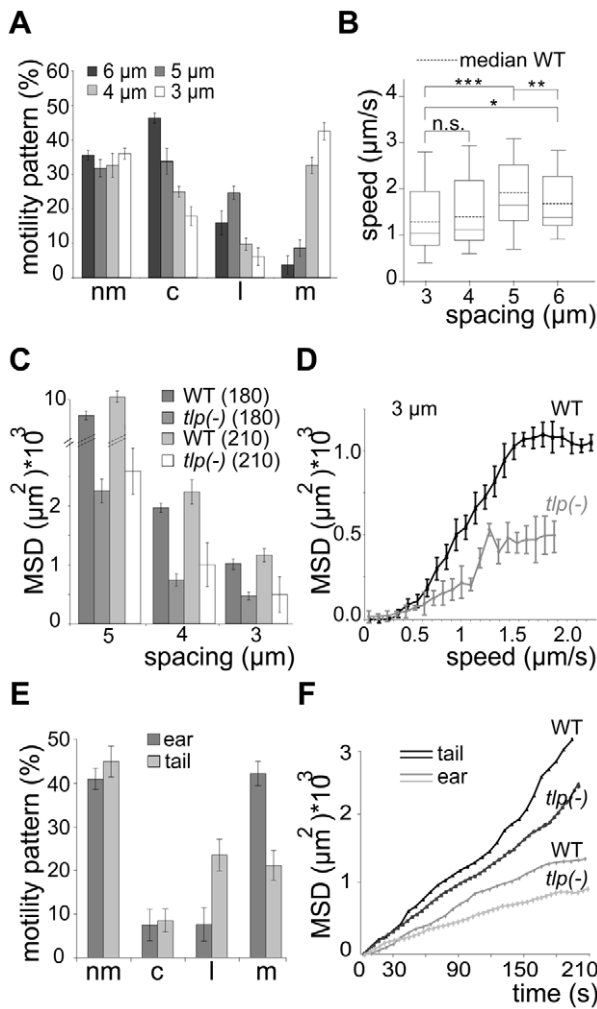 A
motility pattern (%)
60
50
40
30
20
10
0
6 µm
5 µm
4 µm
3 µm
nm
c
l
m
B
median WT
***
**
*
n.s.
speed (µm/s)
4
3
2
1
0
3
4
5
6
spacing (µm)
C
MSD (µm²)*10³
10
2
1
0
WT (180)
tlp(-) (180)
WT (210)
tlp(-) (210)
5
4
3
spacing (µm)
D
3 µm
WT
tlp(-)
MSD (µm²)*10³
1.0
0.5
0.0
0
0.5
1
1.5
2.0
speed (µm/s)
E
motility pattern (%)
50
40
30
20
10
0
ear
tail
nm
c
l
m
F
tail
ear
WT
tlp(-)
WT
tlp(-)
MSD (µm²)*10³
3
2
1
0
0
30
90
150
210
time (s)